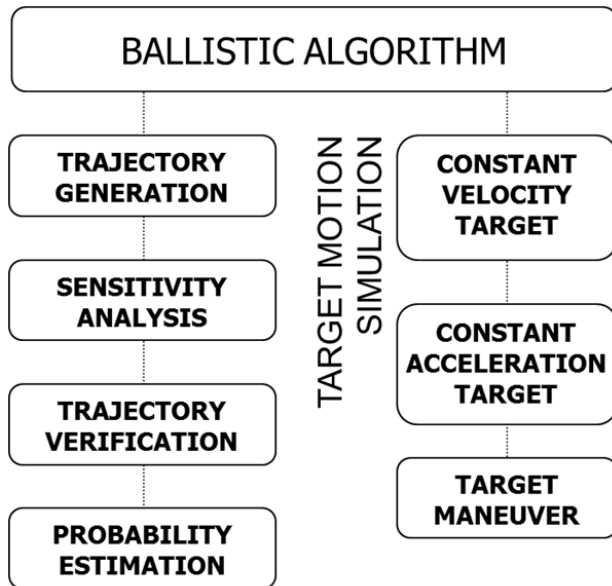 BALLISTIC ALGORITHM
TRAJECTORY
GENERATION
SENSITIVITY
ANALYSIS
TRAJECTORY
VERIFICATION
PROBABILITY
ESTIMATION
TARGET MOTION
SIMULATION
CONSTANT
VELOCITY
TARGET
CONSTANT
ACCELERATION
TARGET
TARGET
MANEUVER